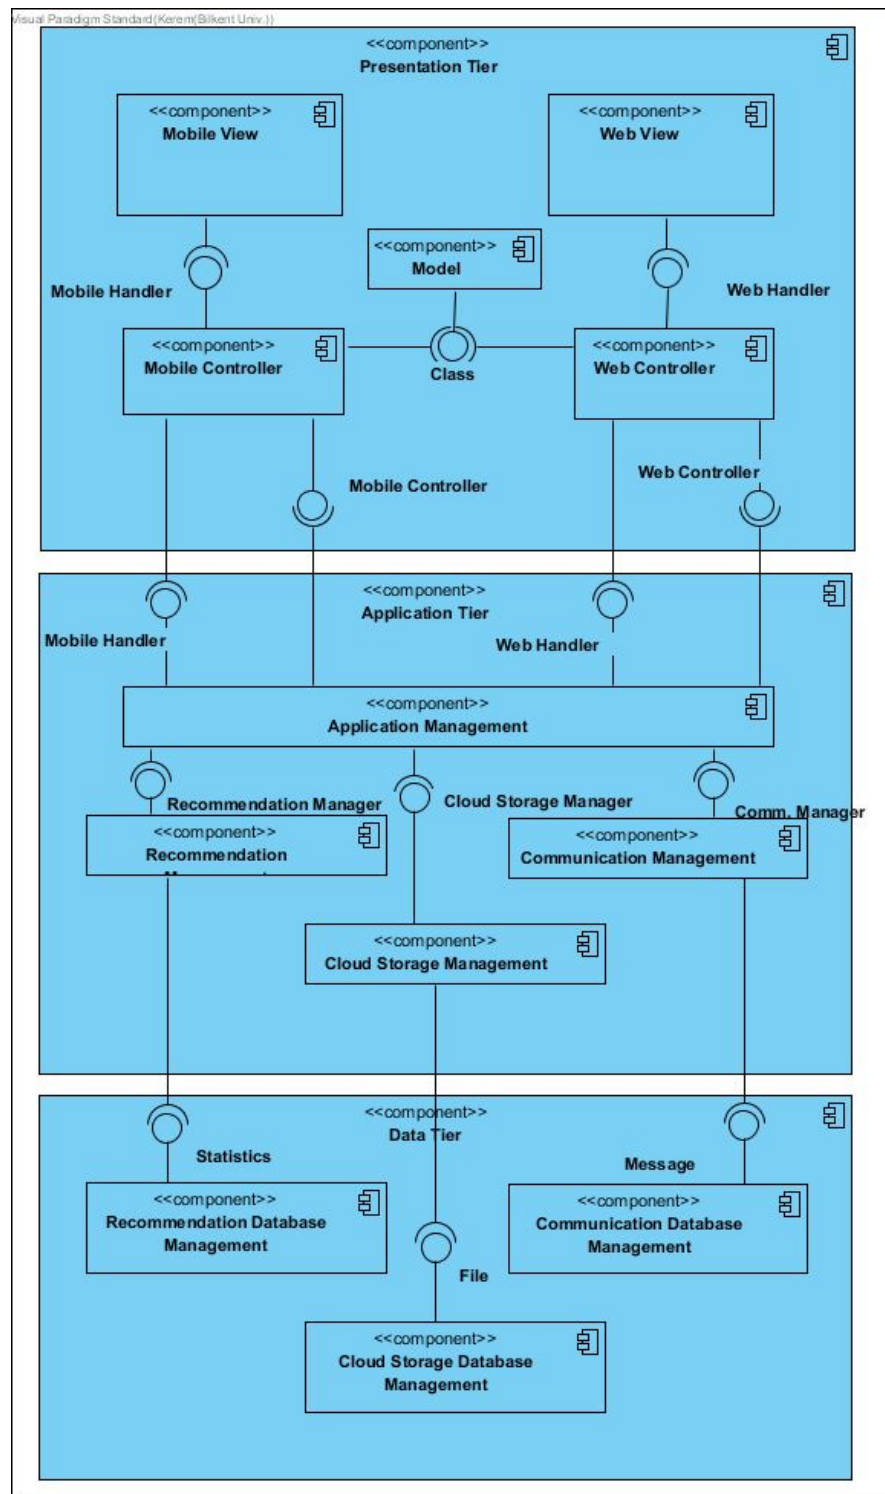 Visual Paradigm Standard(Kerem(Bilkent Univ.))
<<component>>
Presentation Tier
<<component>>
Mobile View
<<component>>
Web View
<<component>>
Model
Mobile Handler
Web Handler
<<component>>
Mobile Controller
Class
<<component>>
Web Controller
Mobile Controller
Web Controller
<<component>>
Application Tier
Mobile Handler
Web Handler
<<component>>
Application Management
Recommendation Manager
Cloud Storage Manager
Comm. Manager
<<component>>
Recommendation
<<component>>
Communication Management
<<component>>
Cloud Storage Management
<<component>>
Data Tier
Statistics
Message
<<component>>
Recommendation Database
Management
<<component>>
Communication Database
Management
File
<<component>>
Cloud Storage Database
Management